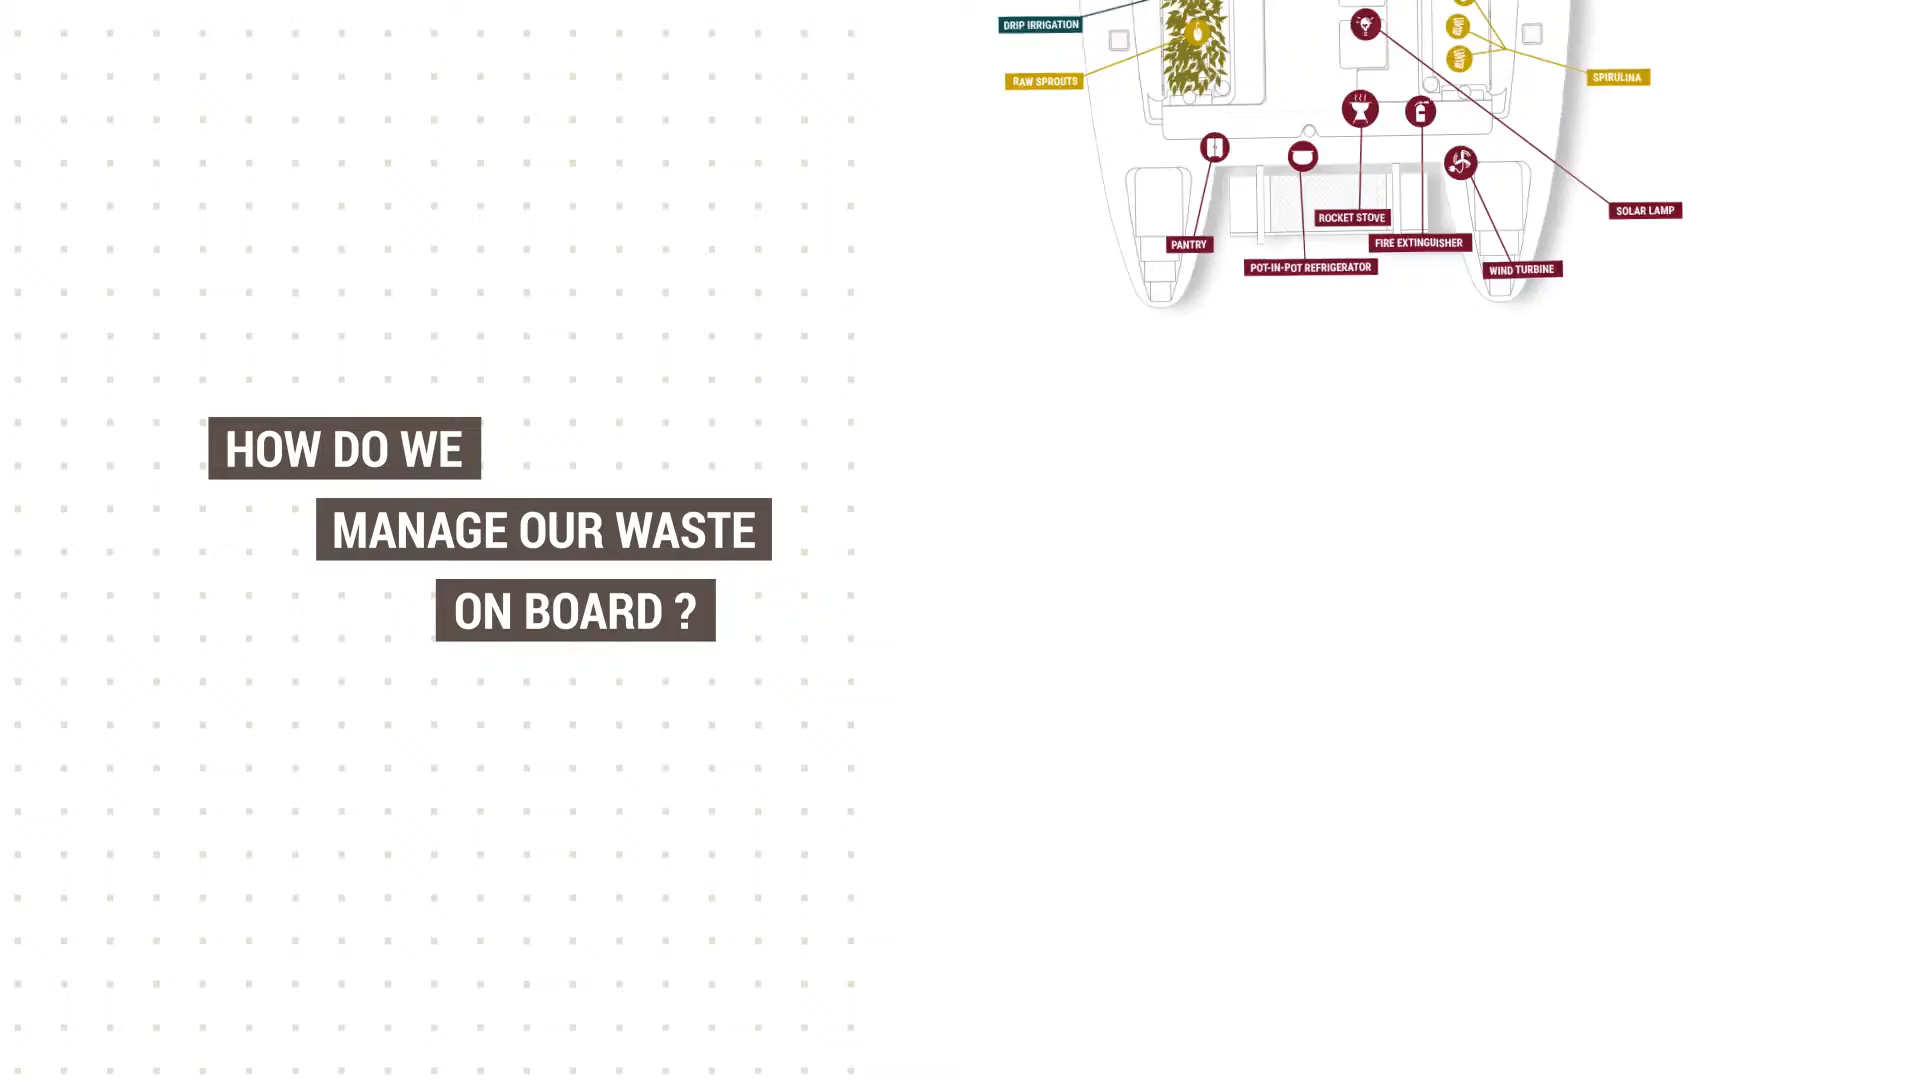 HOW DO WE
MANAGE OUR WASTE
ON BOARD ?
DRIP IRRIGATION
RAW SPROUTS
SPIRULINA
SOLAR LAMP
ROCKET STOVE
PANTRY
FIRE EXTINGUISHER
POT-IN-POT REFRIGERATOR
WIND TURBINE